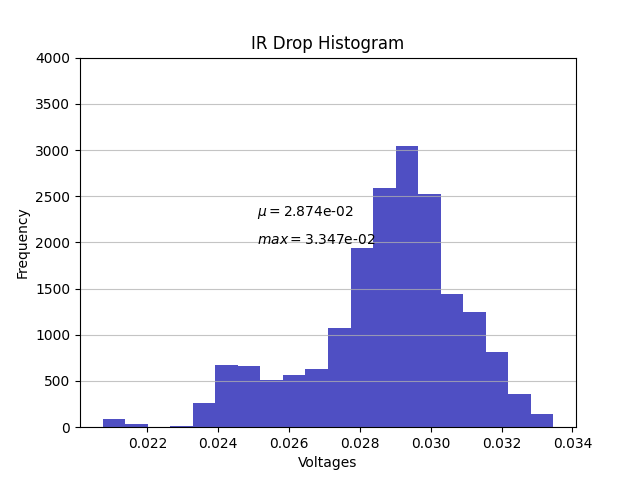 IR Drop Histogram
4000
3500
3000
2500
2000
1500
1000
500
0
Frequency
μ = 2.874e-02
max = 3.347e-02
0.022 0.024 0.026 0.028 0.030 0.032 0.034
Voltages